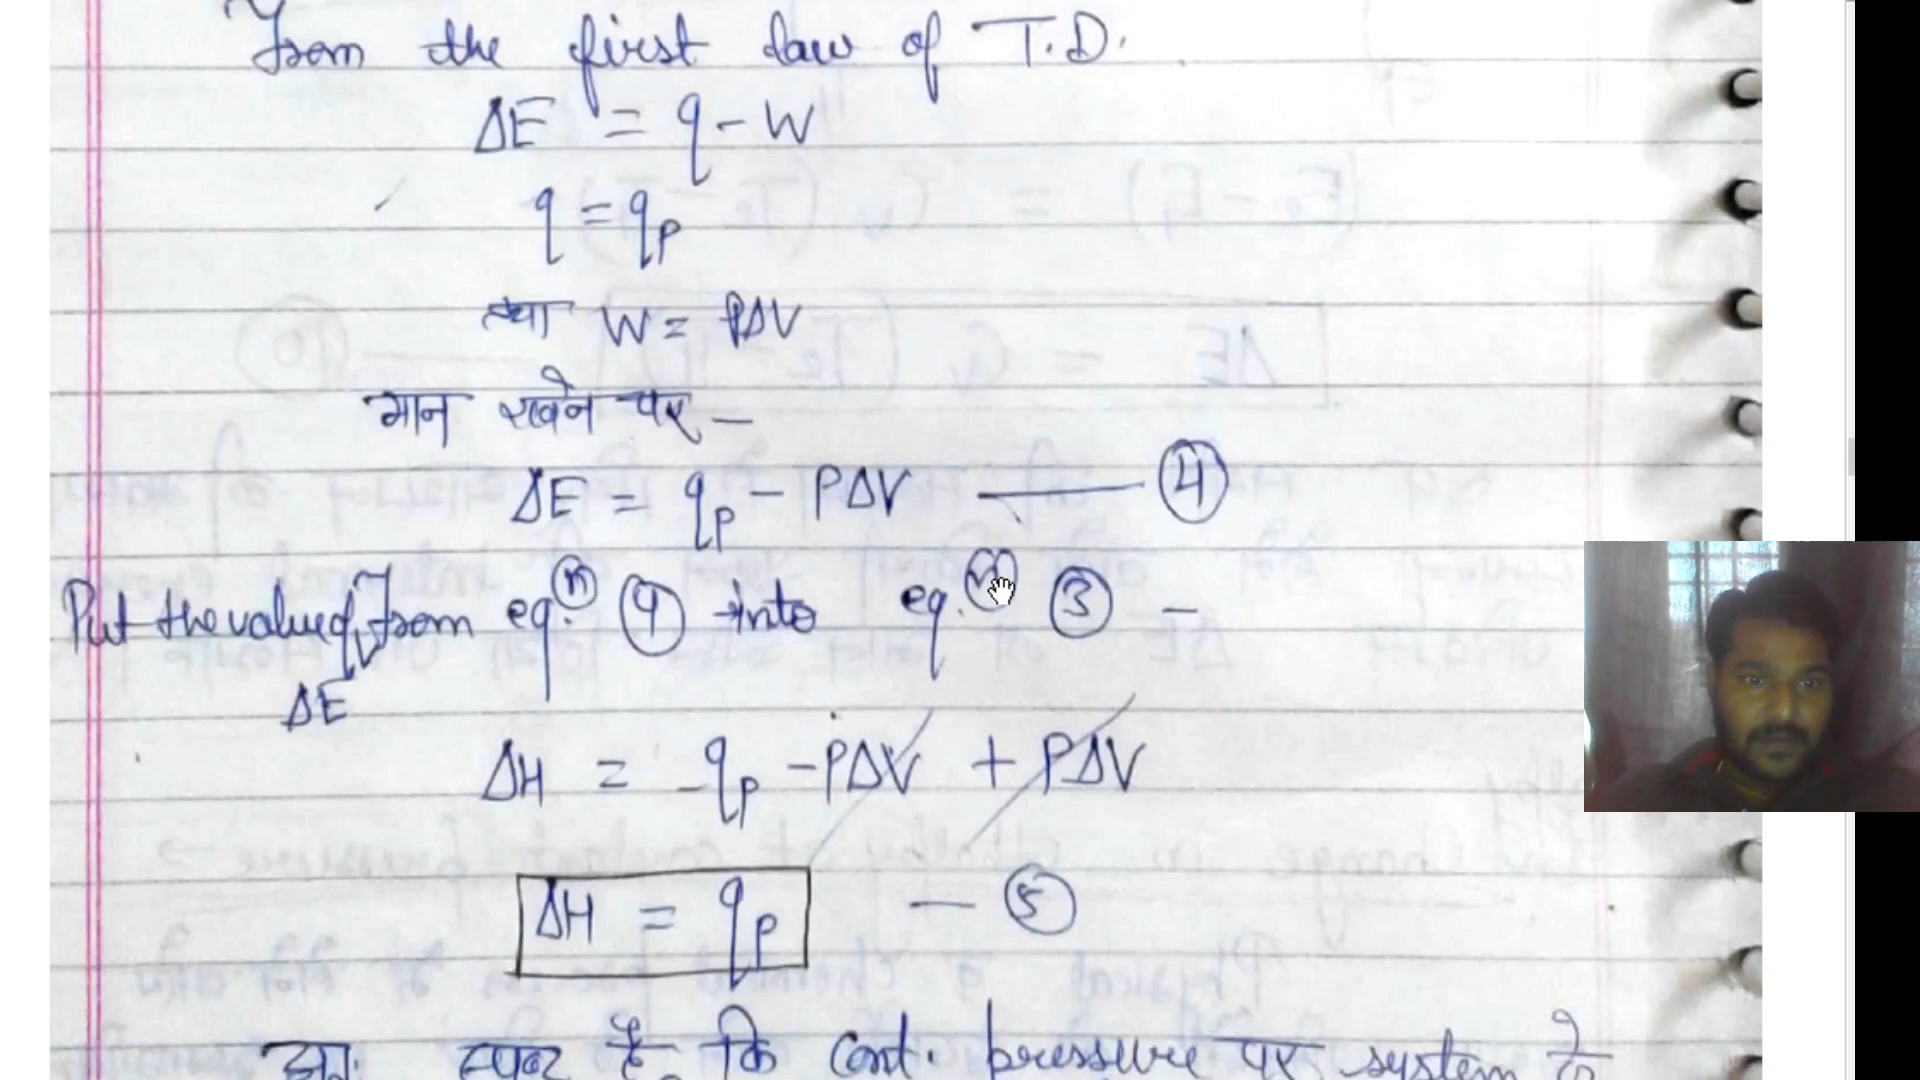 From the first law of T.D.
ΔE = q - W
q = qp
तथा W = PΔV
मान रखने पर -
ΔE = qp - PΔV —— ④
Put the value of ΔE from eq.ⁿ ④ into eq.ⁿ ③ -
ΔH = qp - PΔV + PΔV
ΔH = qp — ⑤
अतः स्पष्ट है कि Cont. pressure पर system के